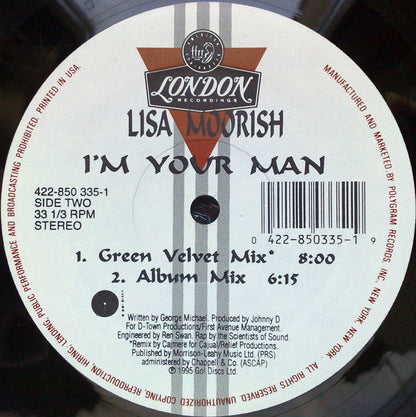 ffrr
LONDON
RECORDINGS
LISA MOORISH
I'M YOUR MAN
422-850 335-1
SIDE TWO
33 1/3 RPM
STEREO
0 422-850335-1 9
1. Green Velvet Mix* 8:00
2. Album Mix 6:15
Written by George Michael. Produced by Johnny D
For D-Town Productions/First Avenue Management.
Engineered by Ren Swan. Rap by the Scientists of Sound.
*Remix by Cajmere for Cajual/Relief Productions.
Published by Morrison-Leahy Music Ltd. (PRS)
administered by Chappell & Co. (ASCAP)
Ⓟ 1995 Go! Discs Ltd.
MANUFACTURED AND MARKETED BY POLYGRAM RECORDS, INC. NEW YORK, NEW YORK. ALL RIGHTS RESERVED. UNAUTHORIZED COPYING, REPRODUCTION, HIRING, LENDING, PUBLIC PERFORMANCE AND BROADCASTING PROHIBITED. PRINTED IN USA.